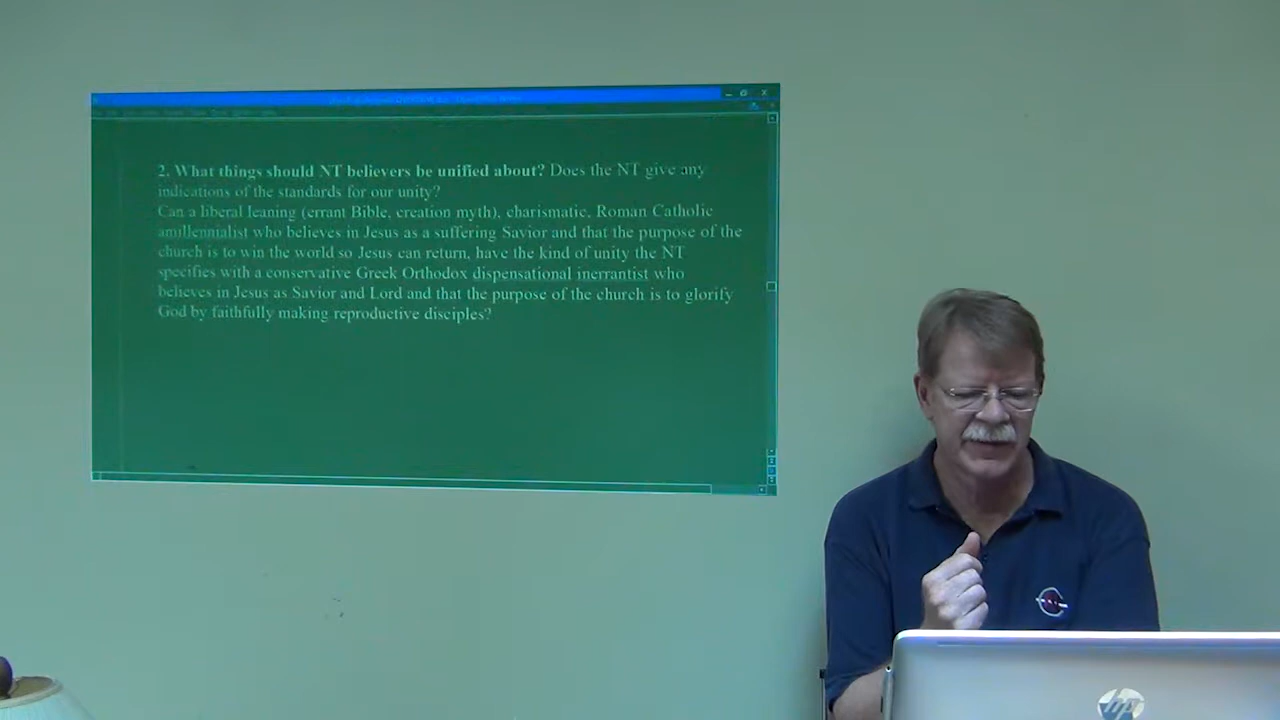 2. What things should NT believers be unified about? Does the NT give any
indications of the standards for our unity?
Can a liberal leaning (errant Bible, creation myth), charismatic, Roman Catholic
amillennialist who believes in Jesus as a suffering Savior and that the purpose of the
church is to win the world so Jesus can return, have the kind of unity the NT
specifies with a conservative Greek Orthodox dispensational inerrantist who
believes in Jesus as Savior and Lord and that the purpose of the church is to glorify
God by faithfully making reproductive disciples?
hp